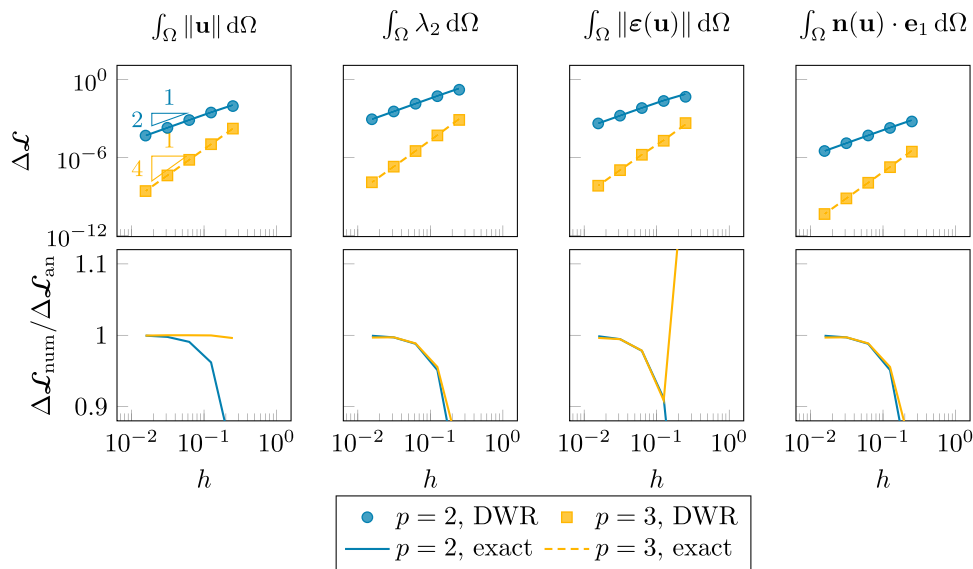 ∫_Ω ‖𝐮‖ dΩ
∫_Ω λ₂ dΩ
∫_Ω ‖𝛆(𝐮)‖ dΩ
∫_Ω 𝐧(𝐮) · 𝐞₁ dΩ
Δ𝓛
10⁰
10⁻⁶
10⁻¹²
1
2
1
4
Δ𝓛_num/Δ𝓛_an
1.1
1
0.9
10⁻² 10⁻¹ 10⁰
10⁻² 10⁻¹ 10⁰
10⁻² 10⁻¹ 10⁰
10⁻² 10⁻¹ 10⁰
h
h
h
h
p = 2, DWR
p = 3, DWR
p = 2, exact
p = 3, exact